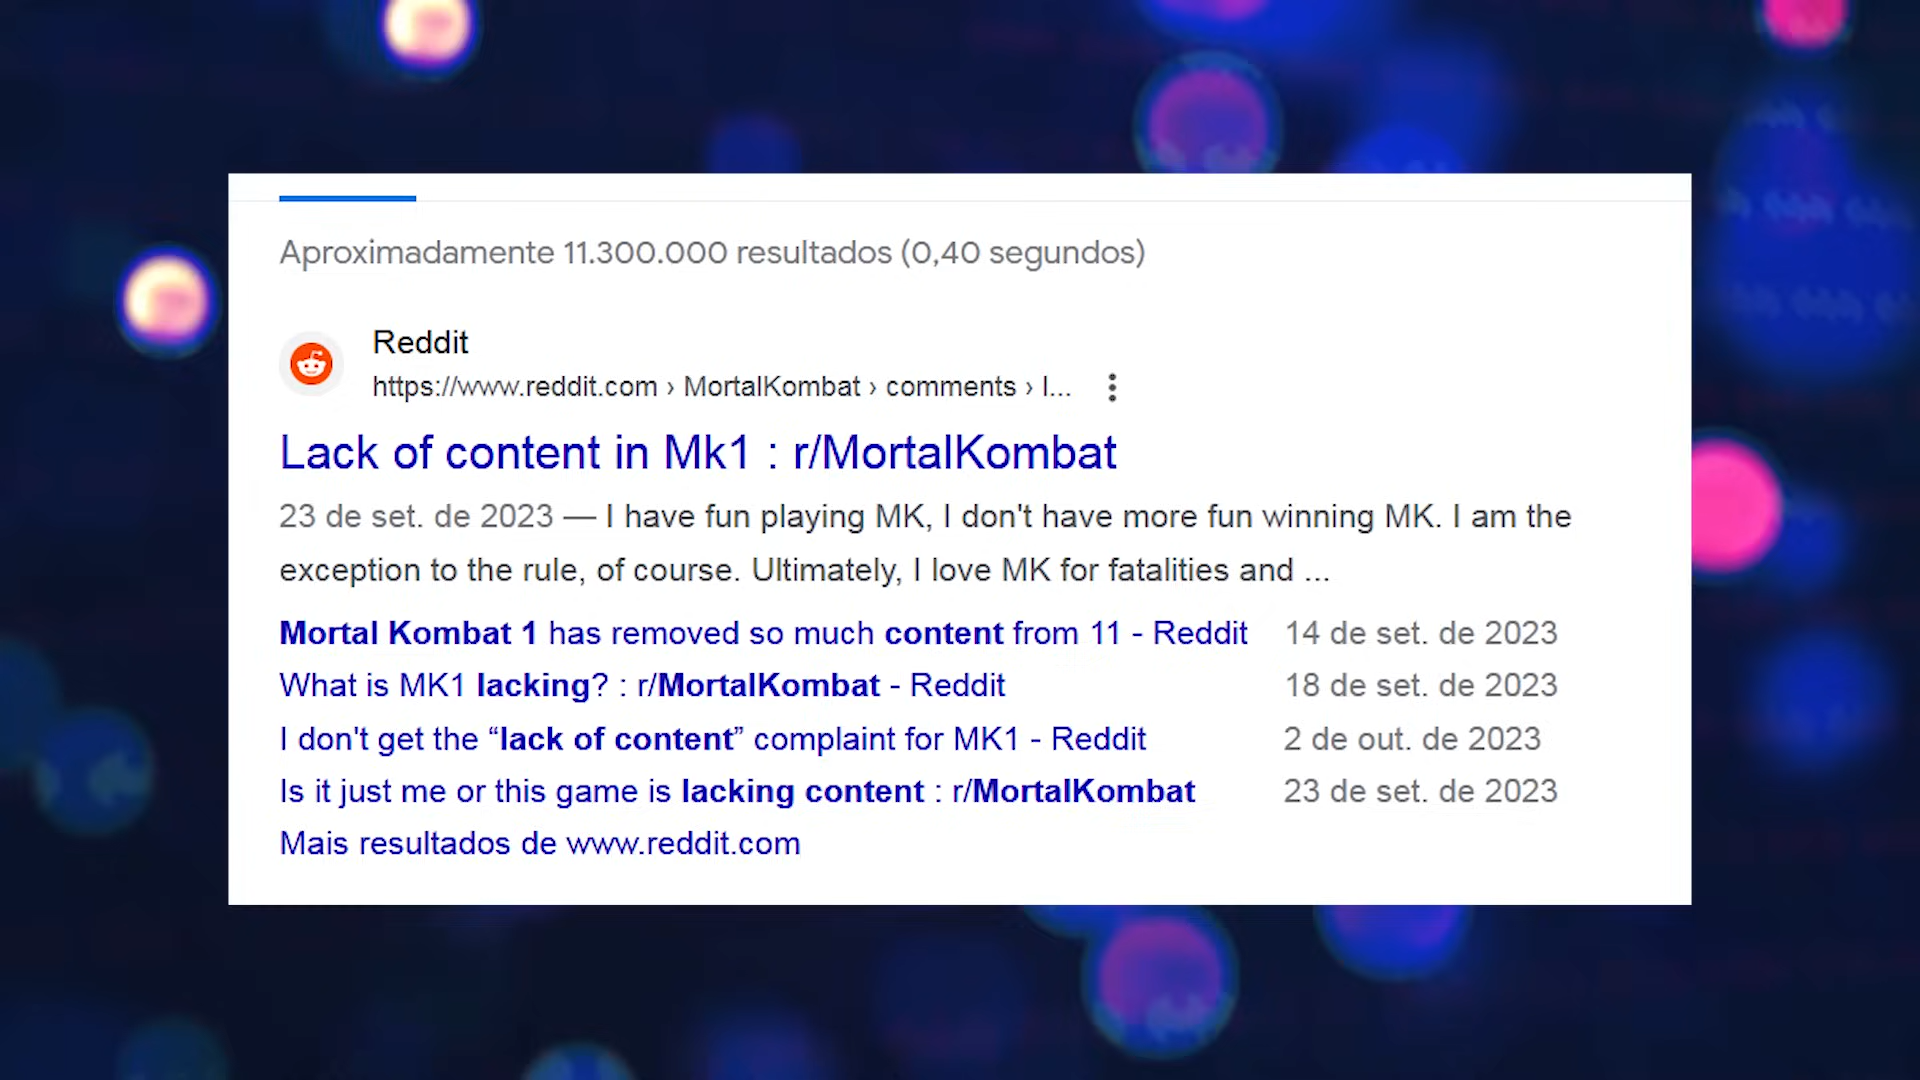 Aproximadamente 11.300.000 resultados (0,40 segundos)
Reddit
https://www.reddit.com › MortalKombat › comments › l...
Lack of content in Mk1 : r/MortalKombat
23 de set. de 2023 — I have fun playing MK, I don't have more fun winning MK. I am the
exception to the rule, of course. Ultimately, I love MK for fatalities and ...
Mortal Kombat 1 has removed so much content from 11 - Reddit 14 de set. de 2023
What is MK1 lacking? : r/MortalKombat - Reddit 18 de set. de 2023
I don't get the “lack of content” complaint for MK1 - Reddit 2 de out. de 2023
Is it just me or this game is lacking content : r/MortalKombat 23 de set. de 2023
Mais resultados de www.reddit.com